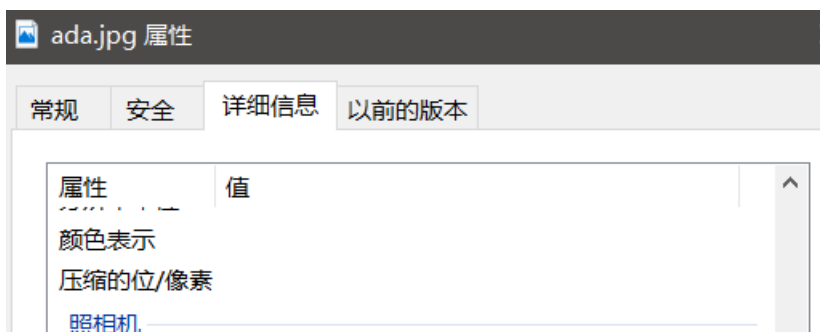 ada.jpg 属性
常规 安全 详细信息 以前的版本
属性 值
颜色表示
压缩的位/像素
照相机